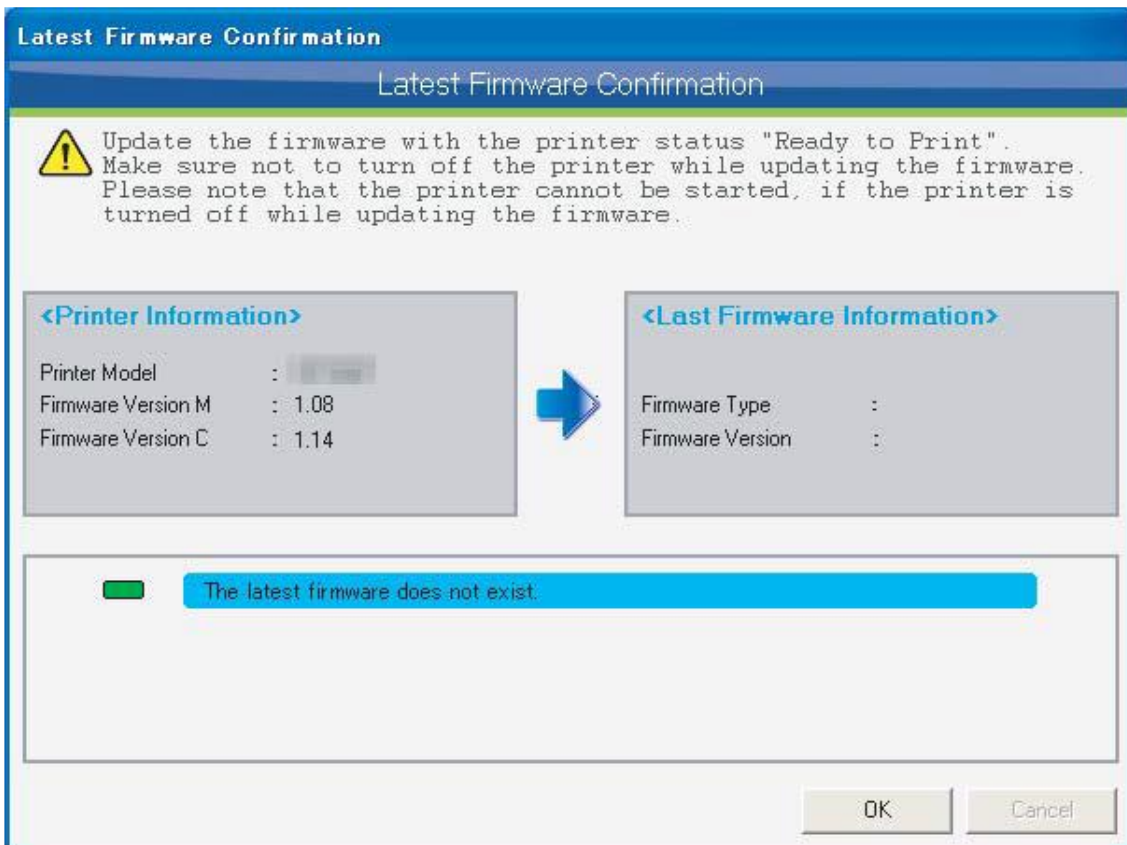 Latest Firmware Confirmation
Latest Firmware Confirmation
Update the firmware with the printer status "Ready to Print".
Make sure not to turn off the printer while updating the firmware.
Please note that the printer cannot be started, if the printer is
turned off while updating the firmware.
<Printer Information>
Printer Model :
Firmware Version M : 1.08
Firmware Version C : 1.14
<Last Firmware Information>
Firmware Type :
Firmware Version :
The latest firmware does not exist.
OK
Cancel